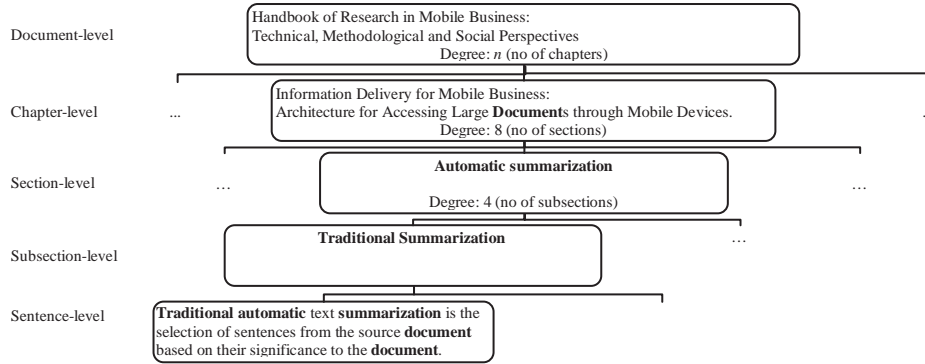 Document-level
Handbook of Research in Mobile Business:
Technical, Methodological and Social Perspectives
Degree: n (no of chapters)
Chapter-level
...
Information Delivery for Mobile Business:
Architecture for Accessing Large Documents through Mobile Devices.
Degree: 8 (no of sections)
.
Section-level
…
Automatic summarization
Degree: 4 (no of subsections)
…
Subsection-level
Traditional Summarization
…
Sentence-level
Traditional automatic text summarization is the
selection of sentences from the source document
based on their significance to the document.